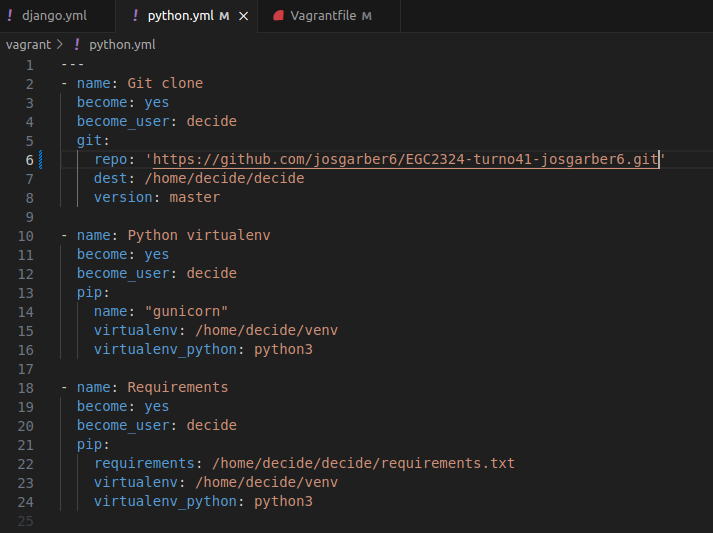 ! django.yml
! python.yml M ×
Vagrantfile M
vagrant > ! python.yml
1 ---
2 - name: Git clone
3 become: yes
4 become_user: decide
5 git:
6 repo: 'https://github.com/josgarber6/EGC2324-turno41-josgarber6.git'
7 dest: /home/decide/decide
8 version: master
9
10 - name: Python virtualenv
11 become: yes
12 become_user: decide
13 pip:
14 name: "gunicorn"
15 virtualenv: /home/decide/venv
16 virtualenv_python: python3
17
18 - name: Requirements
19 become: yes
20 become_user: decide
21 pip:
22 requirements: /home/decide/decide/requirements.txt
23 virtualenv: /home/decide/venv
24 virtualenv_python: python3
25